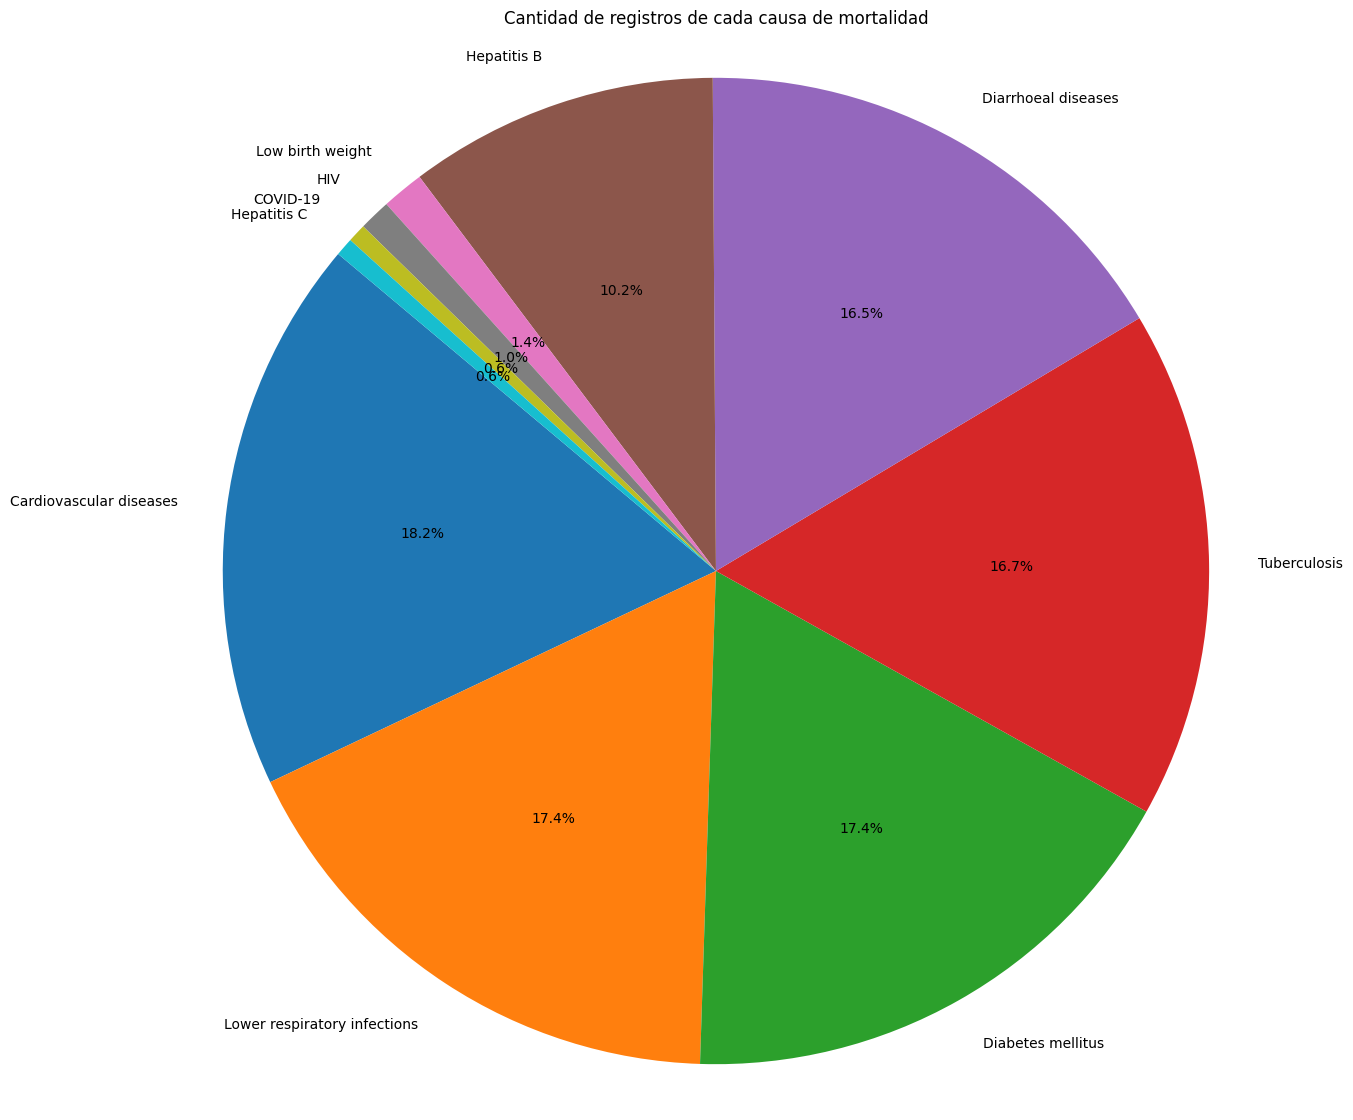 Cantidad de registros de cada causa de mortalidad
Hepatitis B
Diarrhoeal diseases
Low birth weight
HIV
COVID-19
Hepatitis C
10.2%
16.5%
1.4%
1.0%
0.6%
0.6%
Cardiovascular diseases
18.2%
16.7%
Tuberculosis
17.4%
17.4%
Lower respiratory infections
Diabetes mellitus